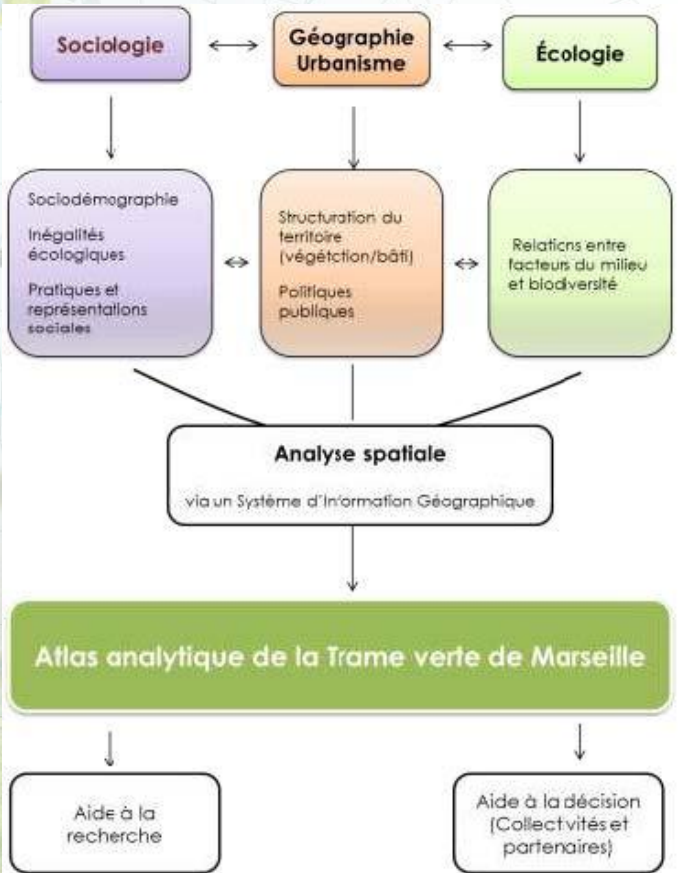 Sociologie
Géographie
Urbanisme
Écologie
Sociodémographie
Inégalités
écologiques
Pratiques et
représentations
sociales
Structuration du
territoire
(végétction/bâti)
Politiques
publiques
Relations entre
facteurs du milieu
et biodiversité
Analyse spatiale
via un Système d'Information Géographique
Atlas analytique de la Trame verte de Marseille
Aide à la
recherche
Aide à la décision
(Collectvités et
partenaires)